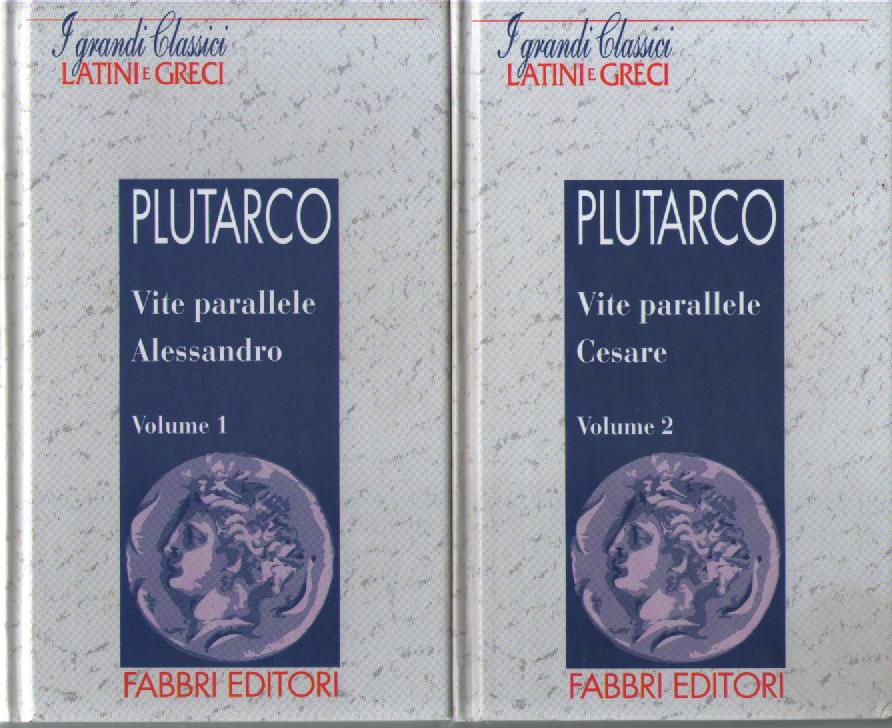 I grandi Classici
LATINI E GRECI
PLUTARCO
Vite parallele
Alessandro
Volume 1
FABBRI EDITORI
I grandi Classici
LATINI E GRECI
PLUTARCO
Vite parallele
Cesare
Volume 2
FABBRI EDITORI